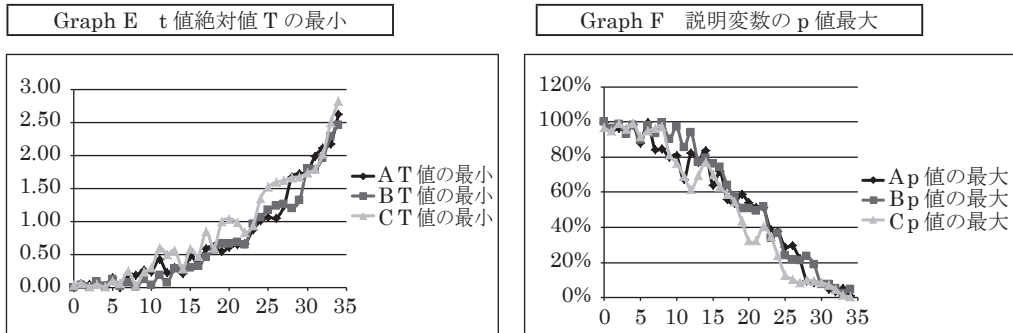 Graph E t 値絶対値 T の最小
3.00
2.50
2.00
1.50
1.00
0.50
0.00
0 5 10 15 20 25 30 35
A T 値の最小
B T 値の最小
C T 値の最小
Graph F 説明変数の p 値最大
120%
100%
80%
60%
40%
20%
0%
0 5 10 15 20 25 30 35
A p 値の最大
B p 値の最大
C p 値の最大